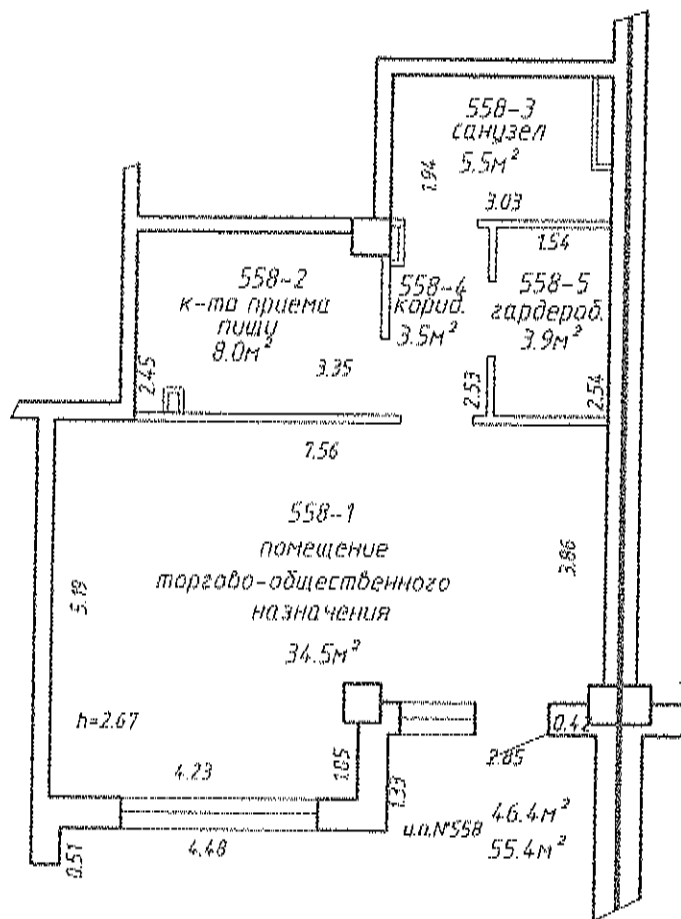 558-3
санузел
5.5м²
1.94
3.03
1.54
558-2
к-та приема
пищи
8.0м²
558-4
корид.
3.5м²
558-5
гардероб.
3.9м²
2.45
3.35
2.53
2.54
7.56
558-1
помещение
торгово-общественного
назначения
34.5м²
5.19
3.86
h=2.67
4.23
1.05
1.33
0.42
2.85
4.48
0.51
и.п.№558
46.4м²
55.4м²